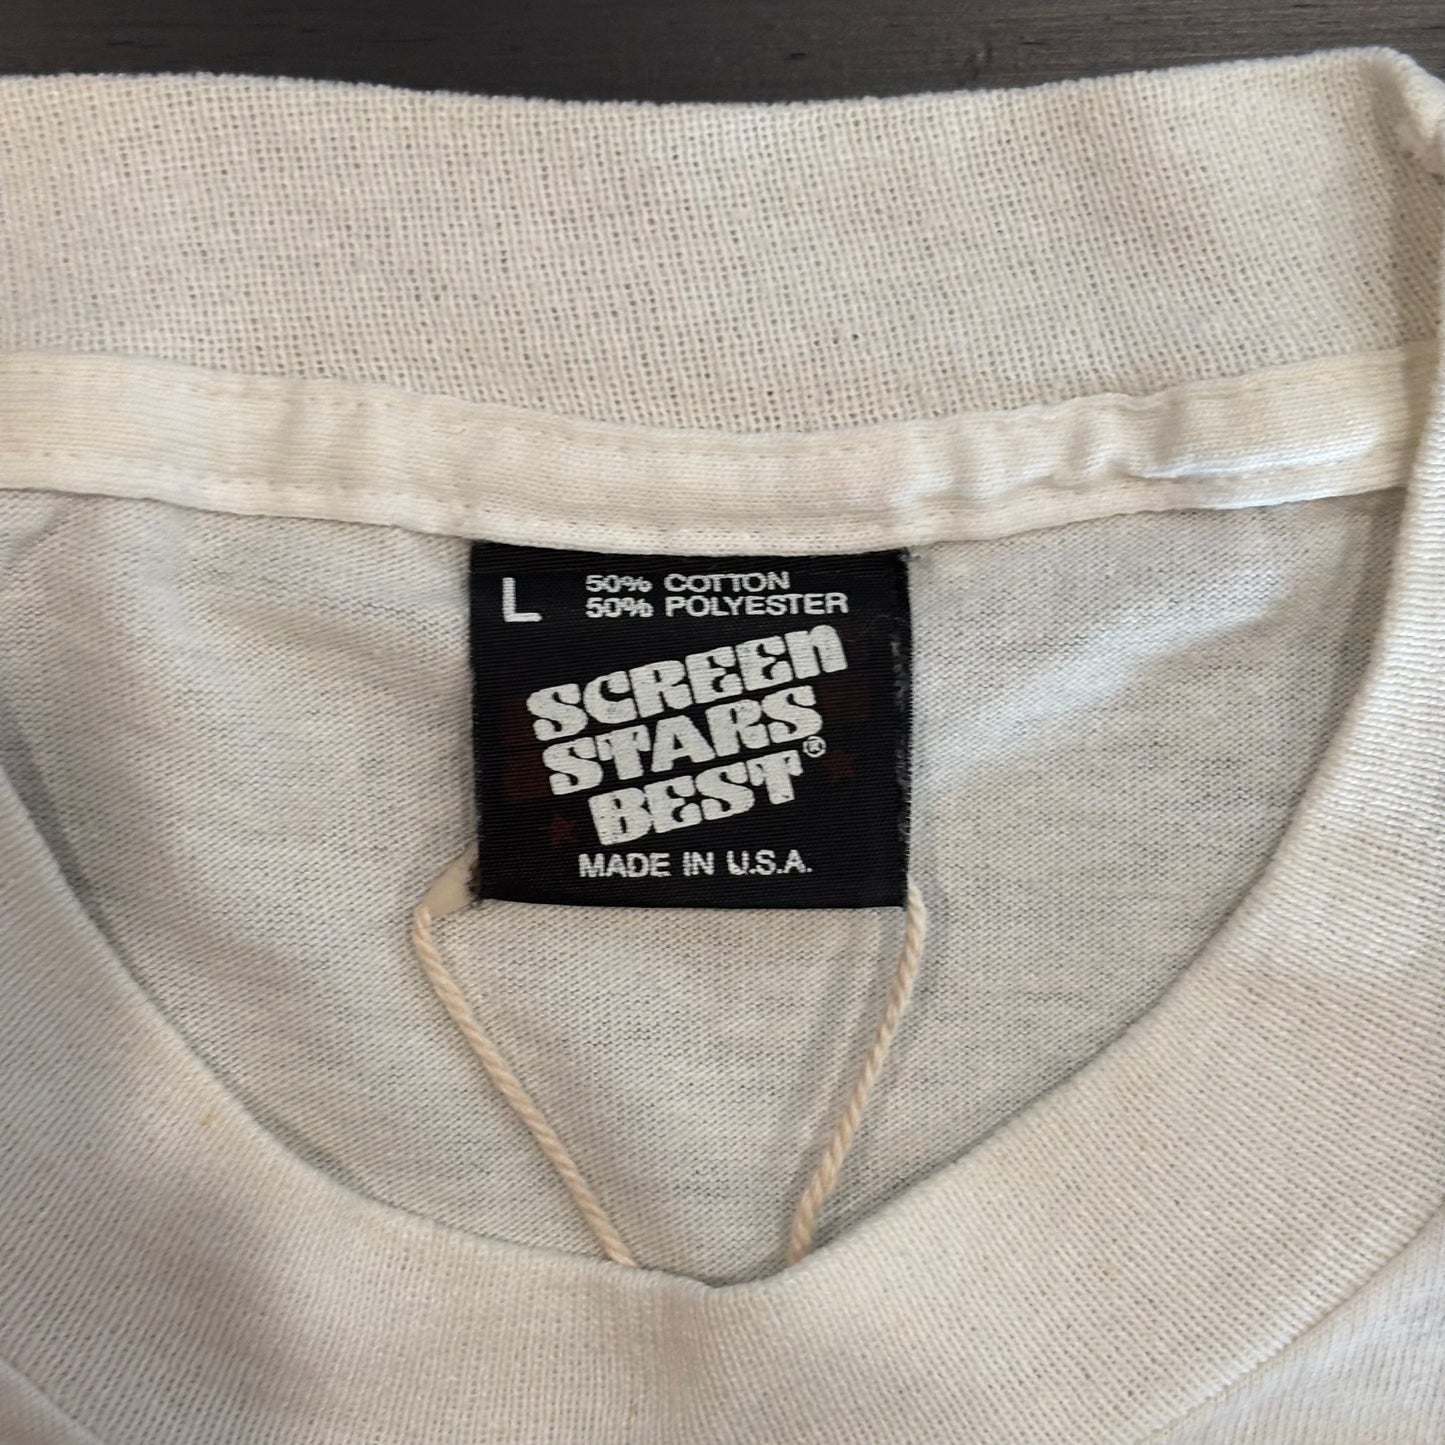 L 50% COTTON
50% POLYESTER
SCREEN
STARS
BEST®
MADE IN U.S.A.